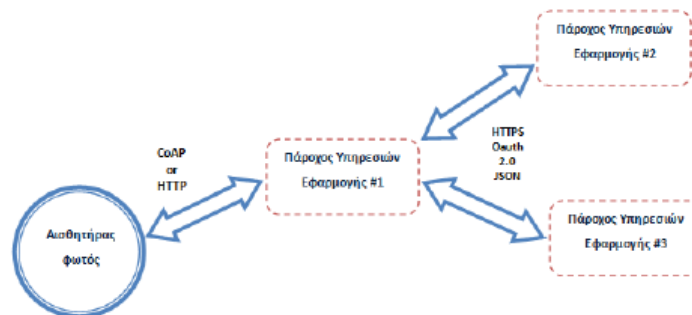 Πάροχος Υπηρεσιών
Εφαρμογής #2
CoAP
or
HTTP
Πάροχος Υπηρεσιών
Εφαρμογής #1
HTTPS
Oauth
2.0
JSON
Αισθητήρας
φωτός
Πάροχος Υπηρεσιών
Εφαρμογής #3